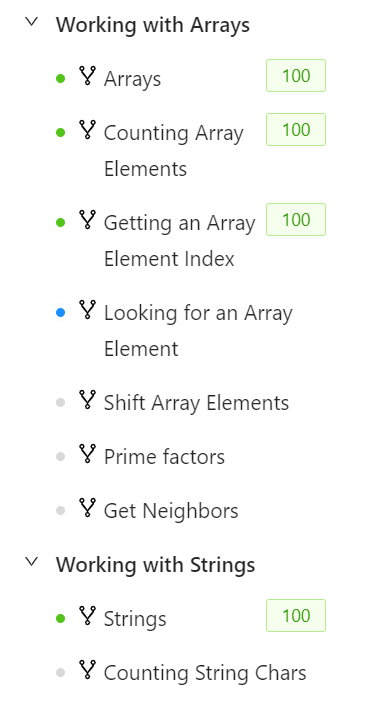 Working with Arrays
Arrays 100
Counting Array 100
Elements
Getting an Array 100
Element Index
Looking for an Array
Element
Shift Array Elements
Prime factors
Get Neighbors
Working with Strings
Strings 100
Counting String Chars